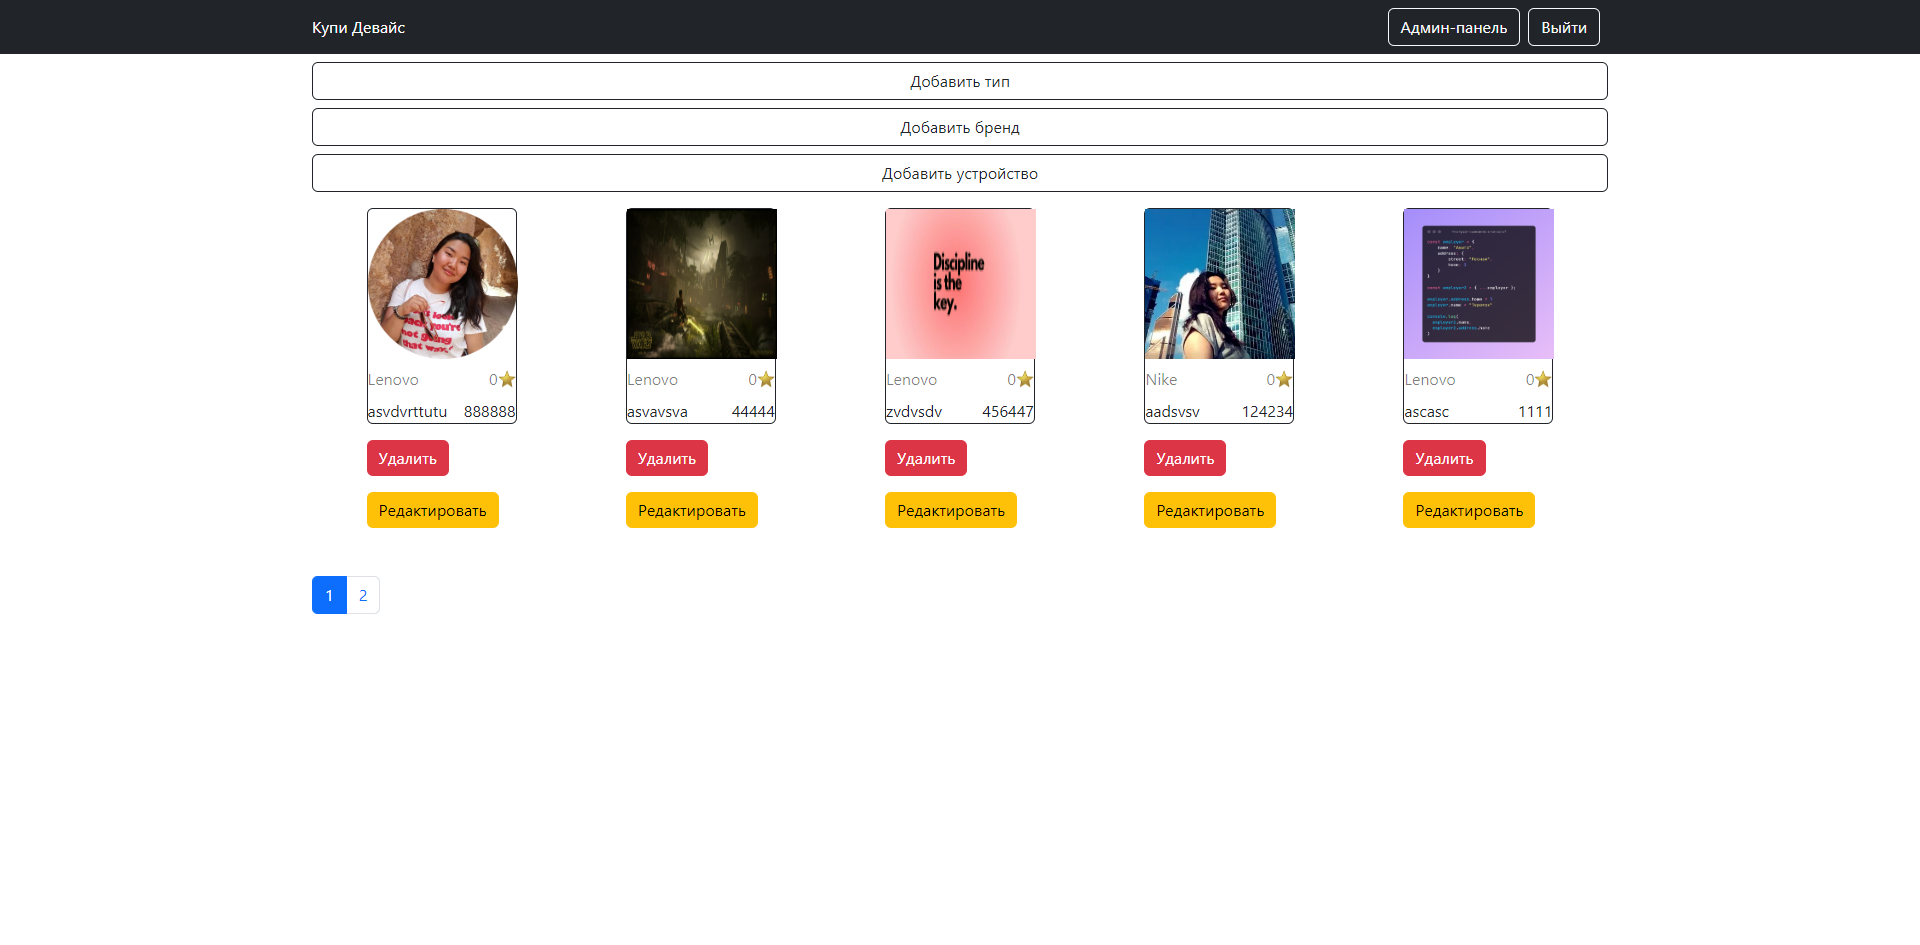 Купи Девайс
Админ-панель
Выйти
Добавить тип
Добавить бренд
Добавить устройство
Discipline
is the
key.
Lenovo 0
asvdvrttutu 888888
Lenovo 0
asvavsva 44444
Lenovo 0
zvdvsdv 456447
Nike 0
aadsvsv 124234
Lenovo 0
ascasc 1111
Удалить
Удалить
Удалить
Удалить
Удалить
Редактировать
Редактировать
Редактировать
Редактировать
Редактировать
1 2